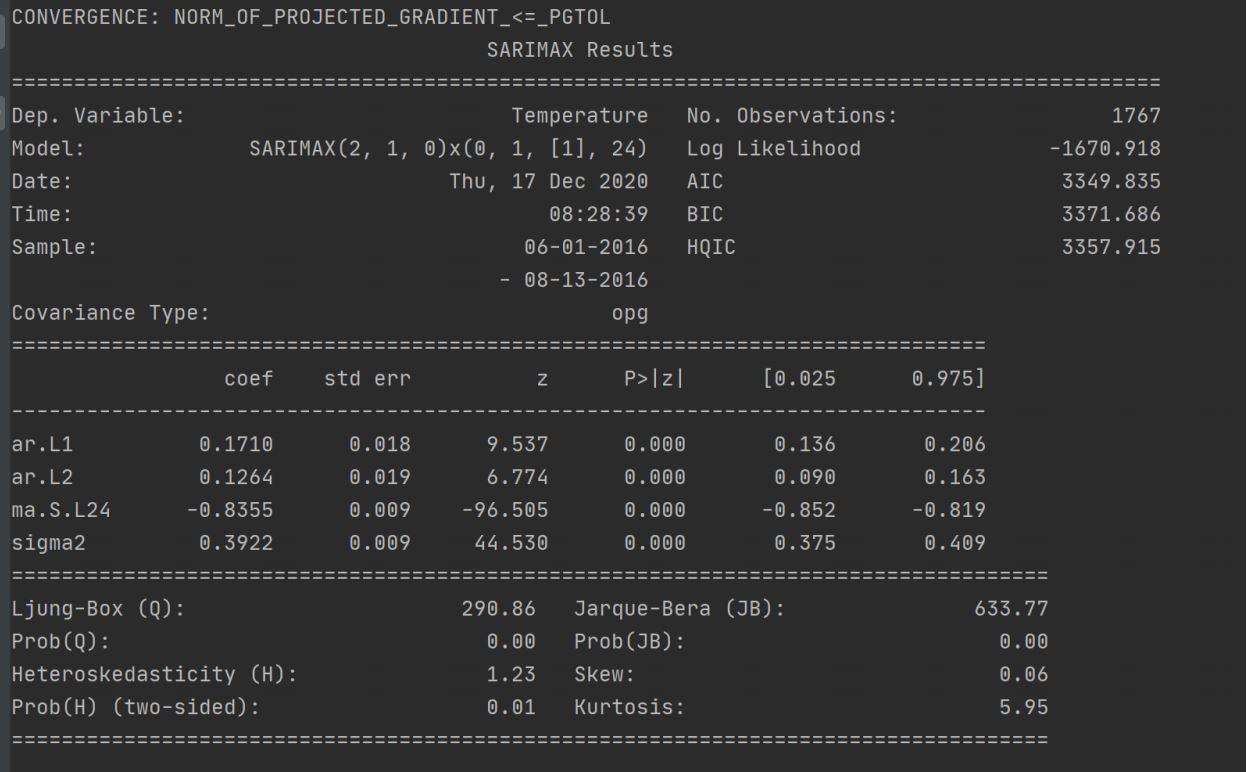 CONVERGENCE: NORM_OF_PROJECTED_GRADIENT_<=_PGTOL
SARIMAX Results
============================================================================================
Dep. Variable: Temperature No. Observations: 1767
Model: SARIMAX(2, 1, 0)x(0, 1, [1], 24) Log Likelihood -1670.918
Date: Thu, 17 Dec 2020 AIC 3349.835
Time: 08:28:39 BIC 3371.686
Sample: 06-01-2016 HQIC 3357.915
- 08-13-2016
Covariance Type: opg
==============================================================================
coef std err z P>|z| [0.025 0.975]
------------------------------------------------------------------------------
ar.L1 0.1710 0.018 9.537 0.000 0.136 0.206
ar.L2 0.1264 0.019 6.774 0.000 0.090 0.163
ma.S.L24 -0.8355 0.009 -96.505 0.000 -0.852 -0.819
sigma2 0.3922 0.009 44.530 0.000 0.375 0.409
===================================================================================
Ljung-Box (Q): 290.86 Jarque-Bera (JB): 633.77
Prob(Q): 0.00 Prob(JB): 0.00
Heteroskedasticity (H): 1.23 Skew: 0.06
Prob(H) (two-sided): 0.01 Kurtosis: 5.95
===================================================================================